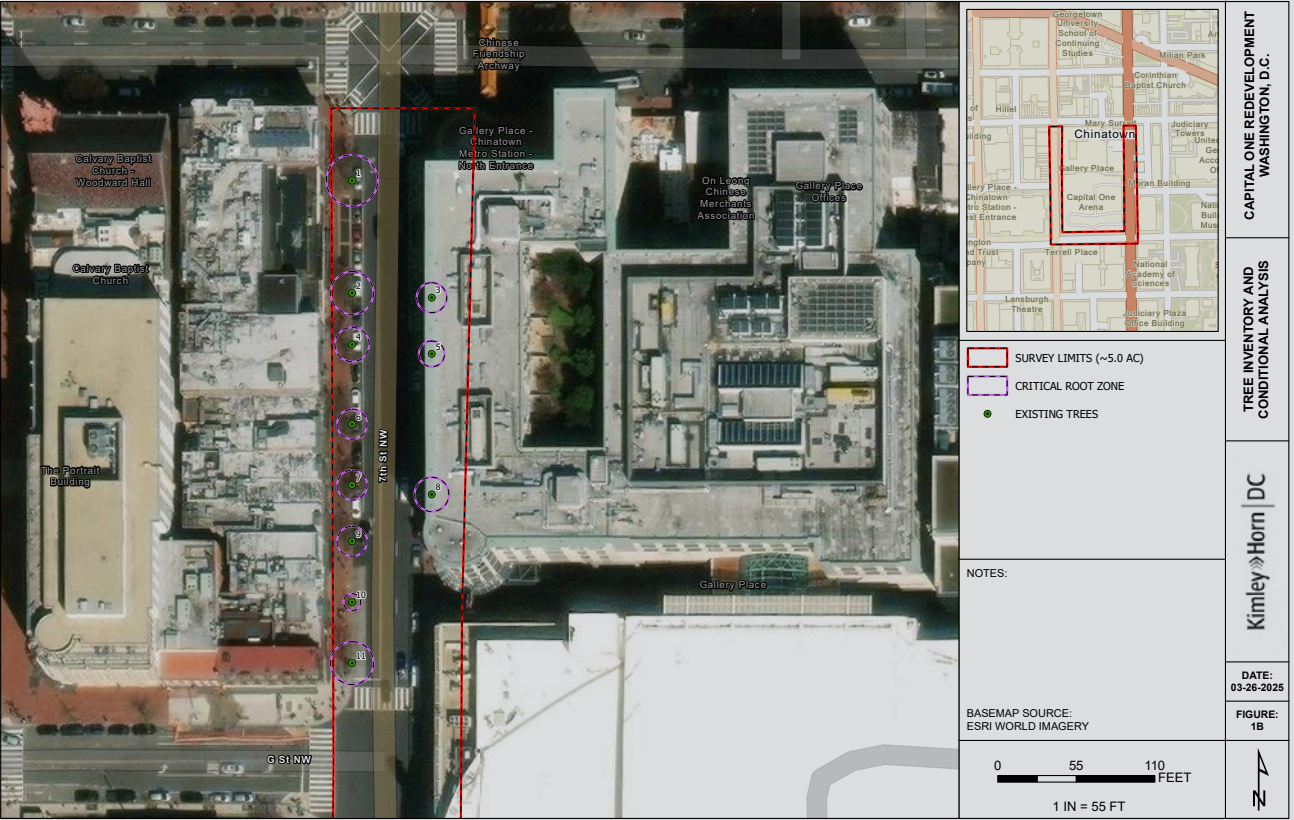 Chinese
Friendship
Archway
Gallery Place -
Chinatown
Metro Station -
North Entrance
Calvary Baptist
Church -
Woodward Hall
On Leong
Chinese
Merchants
Association
Gallery Place
Offices
Calvary Baptist
Church
The Portrait
Building
7th St NW
Gallery Place
G St NW
1
2
3
4
5
6
7
8
9
10
11
Georgetown
University
School of
Continuing
Studies
Milian Park
Corinthian
Baptist Church
Hillel
Mary Surratt
Chinatown
Judiciary
Towers
Gallery Place
Moran Building
Capital One
Arena
Terrell Place
National
Academy of
Sciences
Lansburgh
Theatre
Judiciary Plaza
Office Building
SURVEY LIMITS (~5.0 AC)
CRITICAL ROOT ZONE
EXISTING TREES
NOTES:
BASEMAP SOURCE:
ESRI WORLD IMAGERY
0 55 110
FEET
1 IN = 55 FT
CAPITAL ONE REDEVELOPMENT
WASHINGTON, D.C.
TREE INVENTORY AND
CONDITIONAL ANALYSIS
Kimley»Horn | DC
DATE:
03-26-2025
FIGURE:
1B